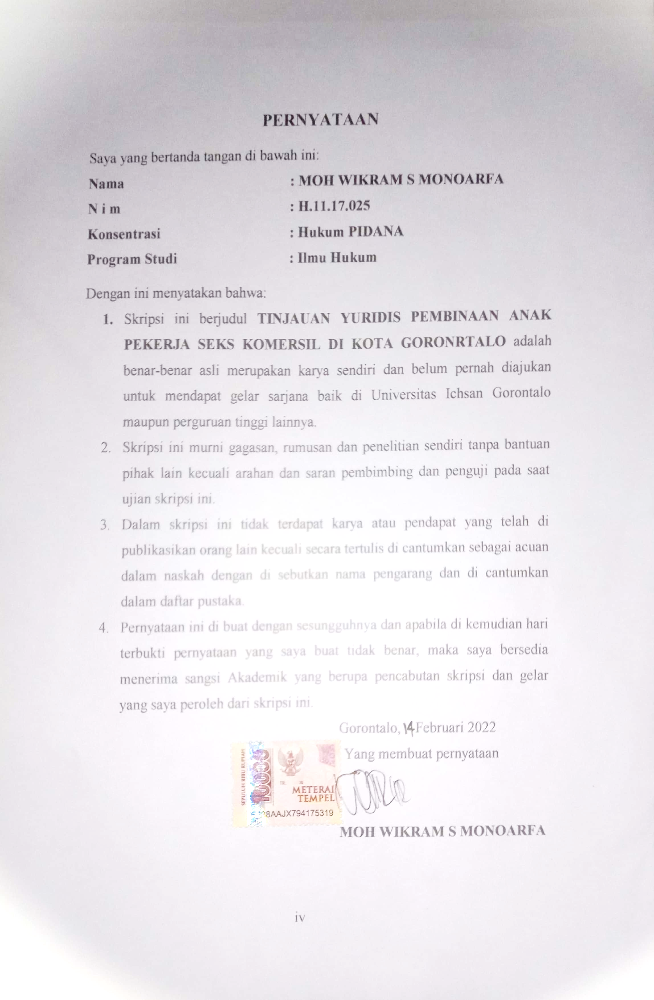 PERNYATAAN
Saya yang bertanda tangan di bawah ini:
Nama : MOH WIKRAM S MONOARFA
N i m : H.11.17.025
Konsentrasi : Hukum PIDANA
Program Studi : Ilmu Hukum
Dengan ini menyatakan bahwa:
1. Skripsi ini berjudul TINJAUAN YURIDIS PEMBINAAN ANAK
PEKERJA SEKS KOMERSIL DI KOTA GORONRTALO adalah
benar-benar asli merupakan karya sendiri dan belum pernah diajukan
untuk mendapat gelar sarjana baik di Universitas Ichsan Gorontalo
maupun perguruan tinggi lainnya.
2. Skripsi ini murni gagasan, rumusan dan penelitian sendiri tanpa bantuan
pihak lain kecuali arahan dan saran pembimbing dan penguji pada saat
ujian skripsi ini.
3. Dalam skripsi ini tidak terdapat karya atau pendapat yang telah di
publikasikan orang lain kecuali secara tertulis di cantumkan sebagai acuan
dalam naskah dengan di sebutkan nama pengarang dan di cantumkan
dalam daftar pustaka.
4. Pernyataan ini di buat dengan sesungguhnya dan apabila di kemudian hari
terbukti pernyataan yang saya buat tidak benar, maka saya bersedia
menerima sangsi Akademik yang berupa pencabutan skripsi dan gelar
yang saya peroleh dari skripsi ini.
Gorontalo, 14 Februari 2022
Yang membuat pernyataan
SEPULUH RIBU RUPIAH
10000
TGL. 20
METERAI
TEMPEL
8AAJX794175319
MOH WIKRAM S MONOARFA
iv